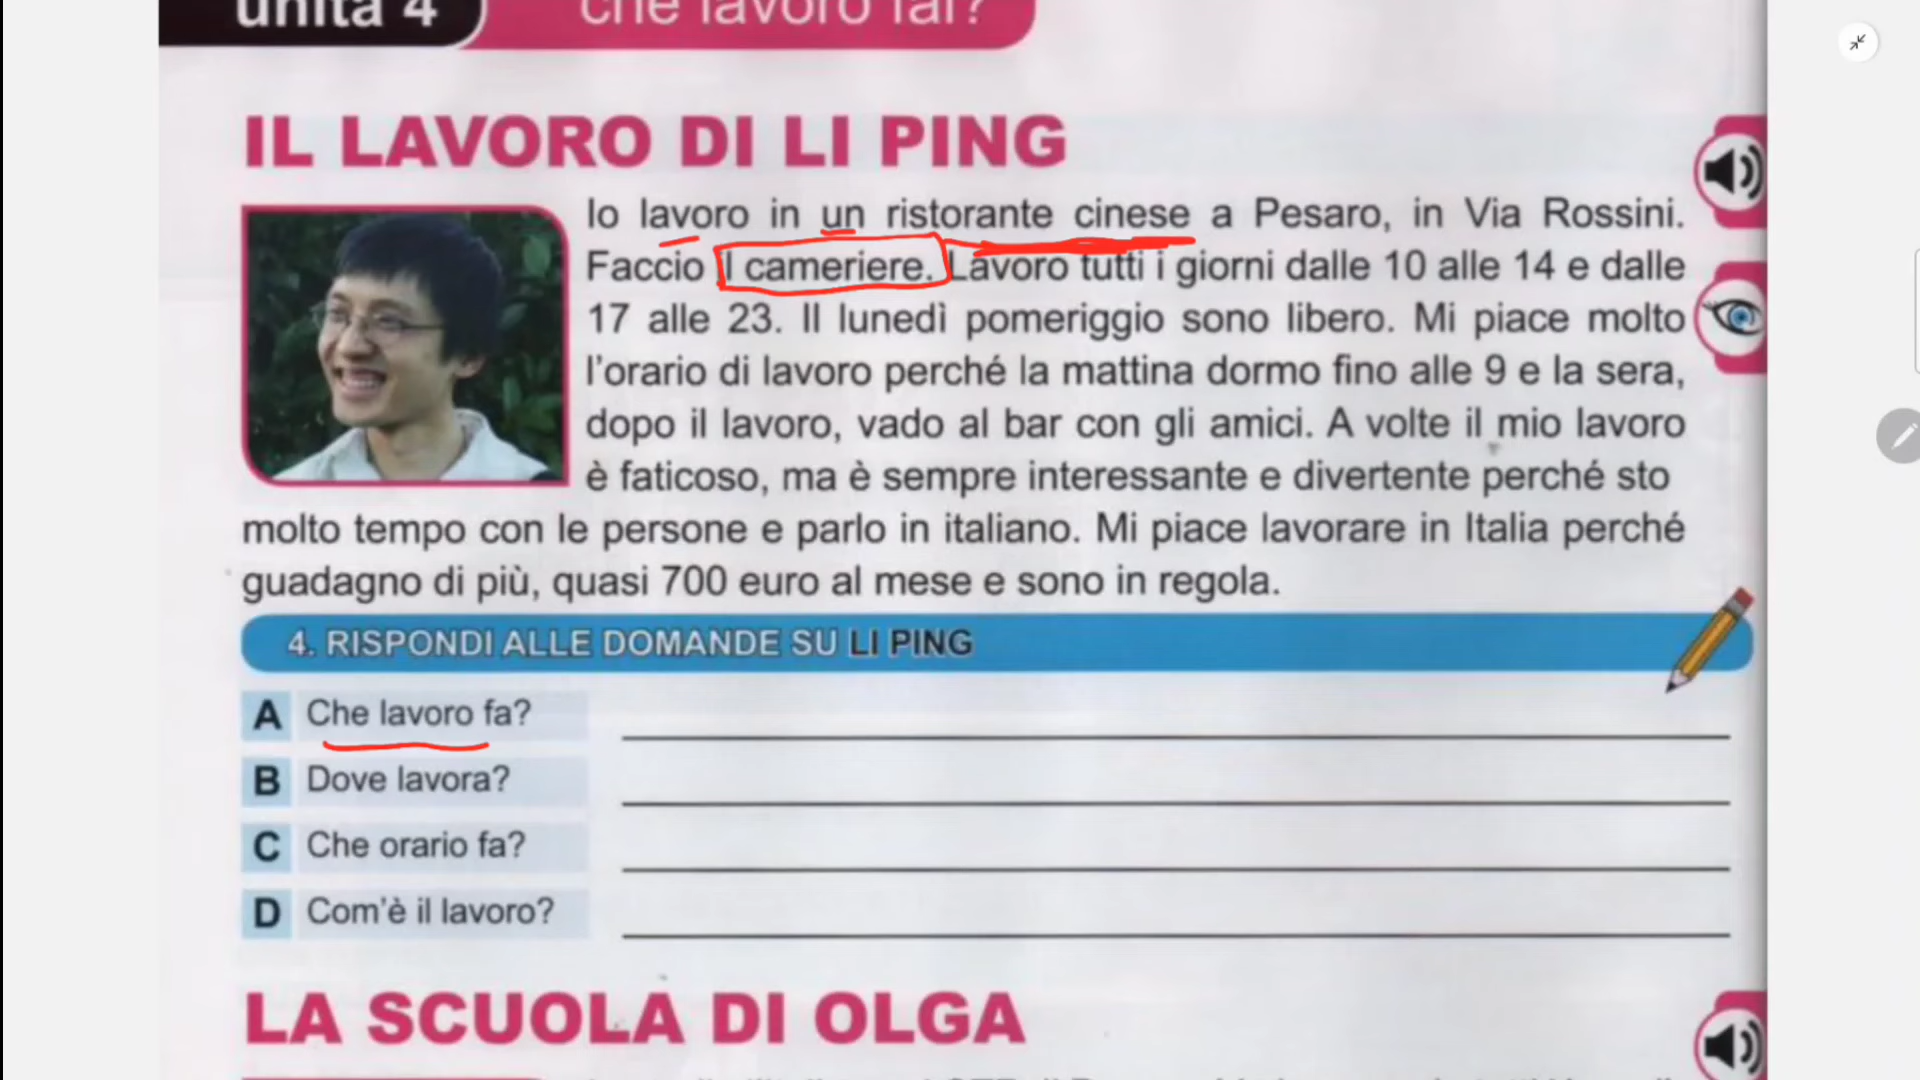 unità 4 che lavoro fai?
IL LAVORO DI LI PING
Io lavoro in un ristorante cinese a Pesaro, in Via Rossini.
Faccio il cameriere. Lavoro tutti i giorni dalle 10 alle 14 e dalle
17 alle 23. Il lunedì pomeriggio sono libero. Mi piace molto
l'orario di lavoro perché la mattina dormo fino alle 9 e la sera,
dopo il lavoro, vado al bar con gli amici. A volte il mio lavoro
è faticoso, ma è sempre interessante e divertente perché sto
molto tempo con le persone e parlo in italiano. Mi piace lavorare in Italia perché
guadagno di più, quasi 700 euro al mese e sono in regola.
4. RISPONDI ALLE DOMANDE SU LI PING
A Che lavoro fa?
B Dove lavora?
C Che orario fa?
D Com'è il lavoro?
LA SCUOLA DI OLGA